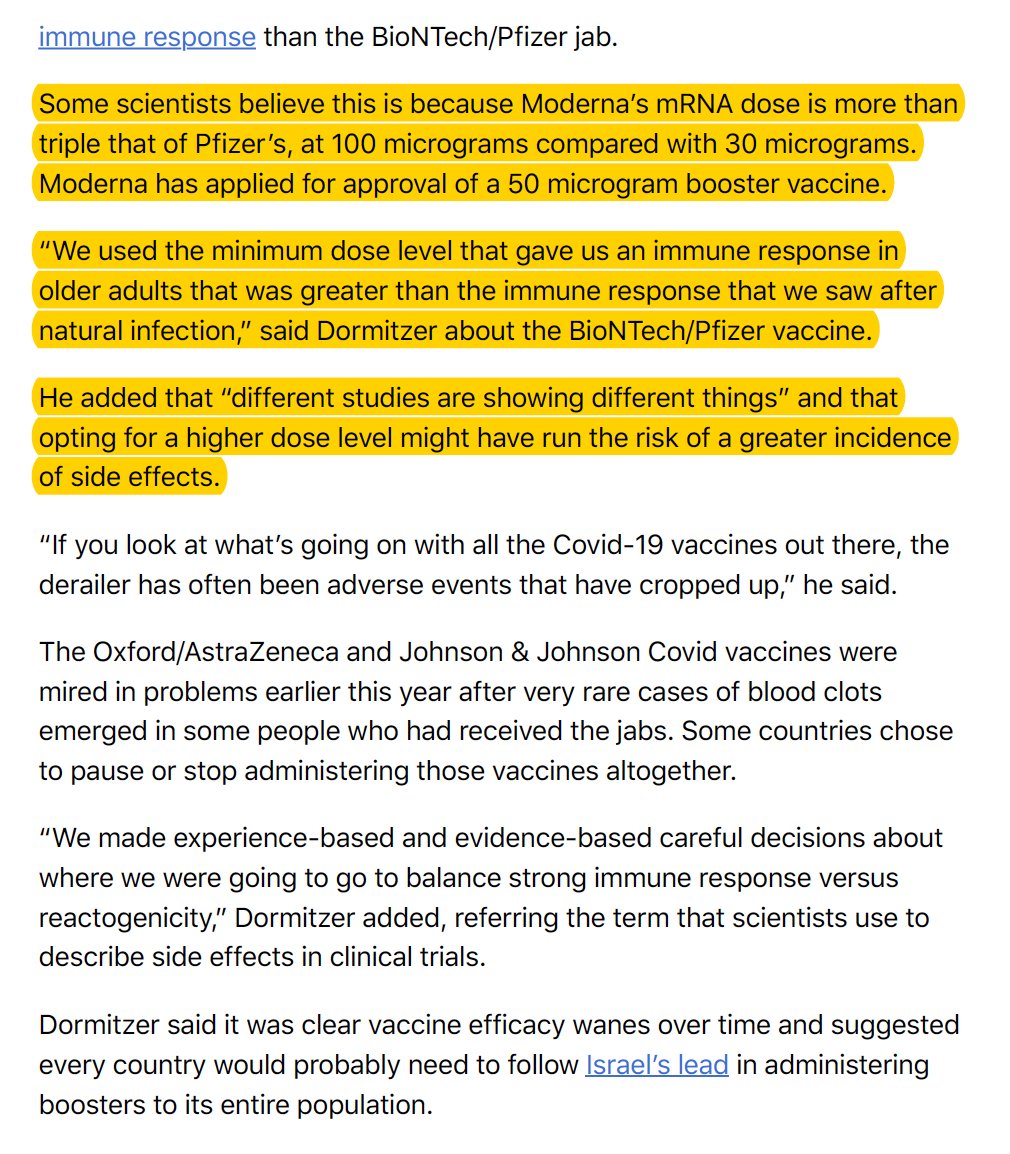 immune response than the BioNTech/Pfizer jab.
Some scientists believe this is because Moderna’s mRNA dose is more than
triple that of Pfizer’s, at 100 micrograms compared with 30 micrograms.
Moderna has applied for approval of a 50 microgram booster vaccine.
“We used the minimum dose level that gave us an immune response in
older adults that was greater than the immune response that we saw after
natural infection,” said Dormitzer about the BioNTech/Pfizer vaccine.
He added that “different studies are showing different things” and that
opting for a higher dose level might have run the risk of a greater incidence
of side effects.
“If you look at what’s going on with all the Covid-19 vaccines out there, the
derailer has often been adverse events that have cropped up,” he said.
The Oxford/AstraZeneca and Johnson & Johnson Covid vaccines were
mired in problems earlier this year after very rare cases of blood clots
emerged in some people who had received the jabs. Some countries chose
to pause or stop administering those vaccines altogether.
“We made experience-based and evidence-based careful decisions about
where we were going to go to balance strong immune response versus
reactogenicity,” Dormitzer added, referring the term that scientists use to
describe side effects in clinical trials.
Dormitzer said it was clear vaccine efficacy wanes over time and suggested
every country would probably need to follow Israel’s lead in administering
boosters to its entire population.